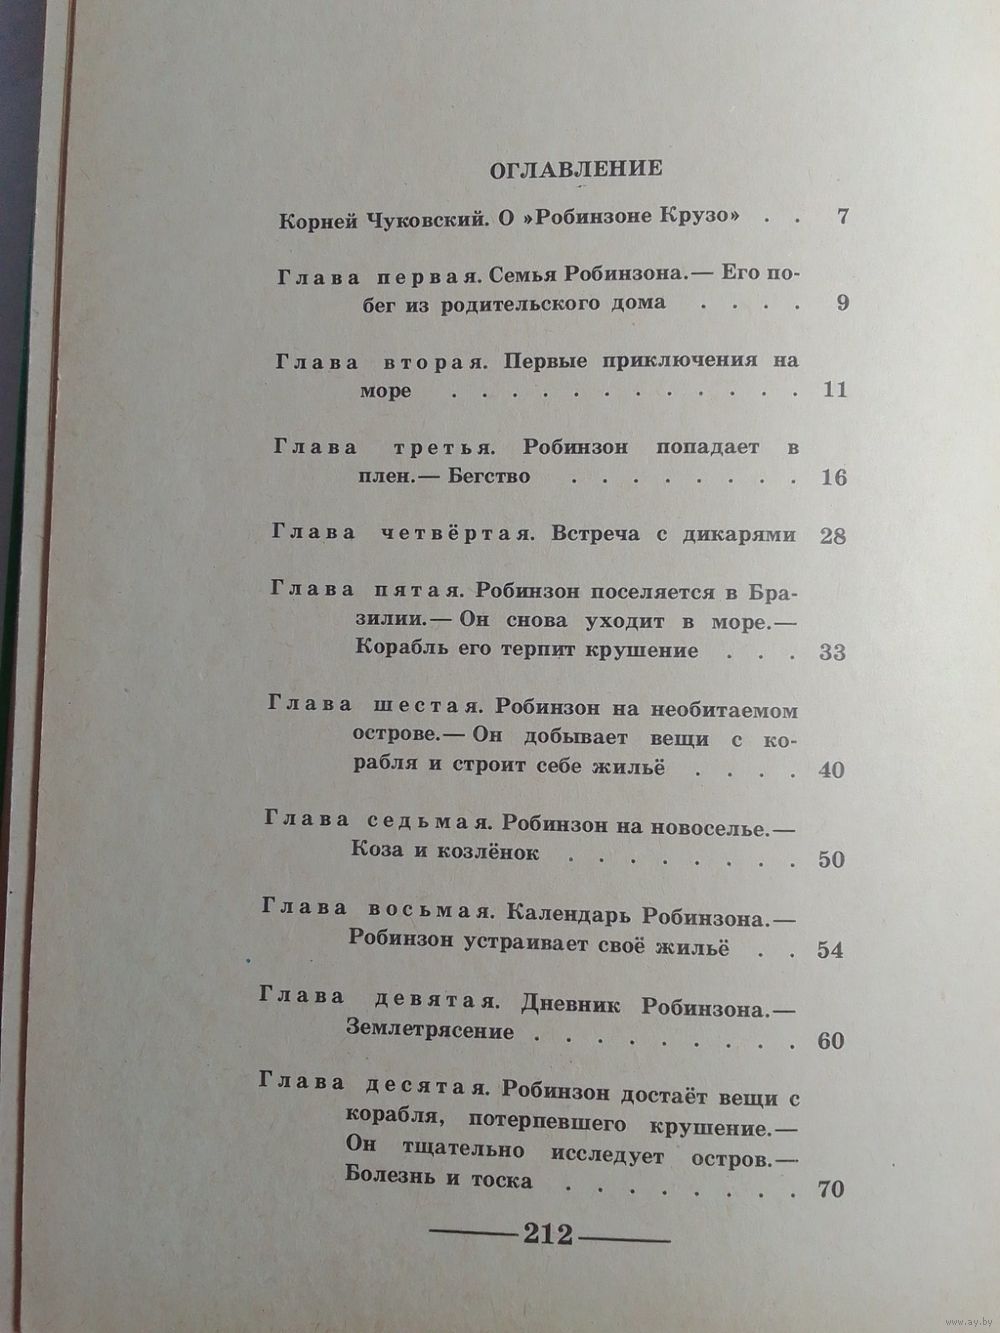 ОГЛАВЛЕНИЕ
Корней Чуковский. О »Робинзоне Крузо» . . 7
Глава первая. Семья Робинзона.— Его по-
бег из родительского дома . . . . 9
Глава вторая. Первые приключения на
море . . . . . . . . . . . . 11
Глава третья. Робинзон попадает в
плен.— Бегство . . . . . . . . 16
Глава четвёртая. Встреча с дикарями 28
Глава пятая. Робинзон поселяется в Бра-
зилии.— Он снова уходит в море.—
Корабль его терпит крушение . . . 33
Глава шестая. Робинзон на необитаемом
острове.— Он добывает вещи с ко-
рабля и строит себе жильё . . . . 40
Глава седьмая. Робинзон на новоселье.—
Коза и козлёнок . . . . . . . . 50
Глава восьмая. Календарь Робинзона.—
Робинзон устраивает своё жильё . . 54
Глава девятая. Дневник Робинзона.—
Землетрясение . . . . . . . . . 60
Глава десятая. Робинзон достаёт вещи с
корабля, потерпевшего крушение.—
Он тщательно исследует остров.—
Болезнь и тоска . . . . . . . . 70
212
www.ay.by